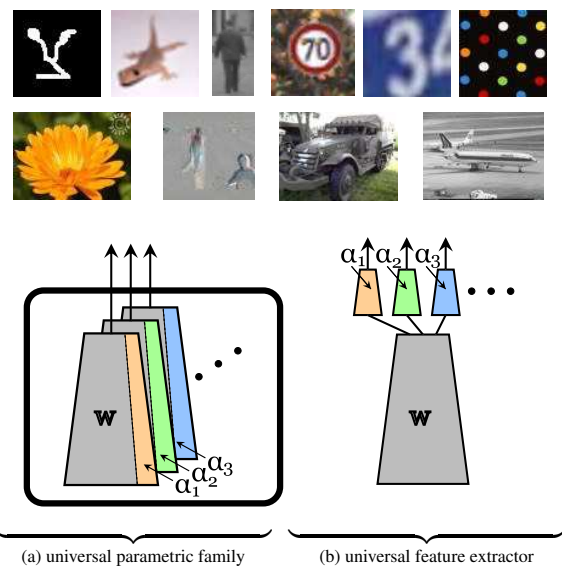 70
34
α₁ α₂ α₃
w
α₃
α₂
α₁
w
(a) universal parametric family
(b) universal feature extractor